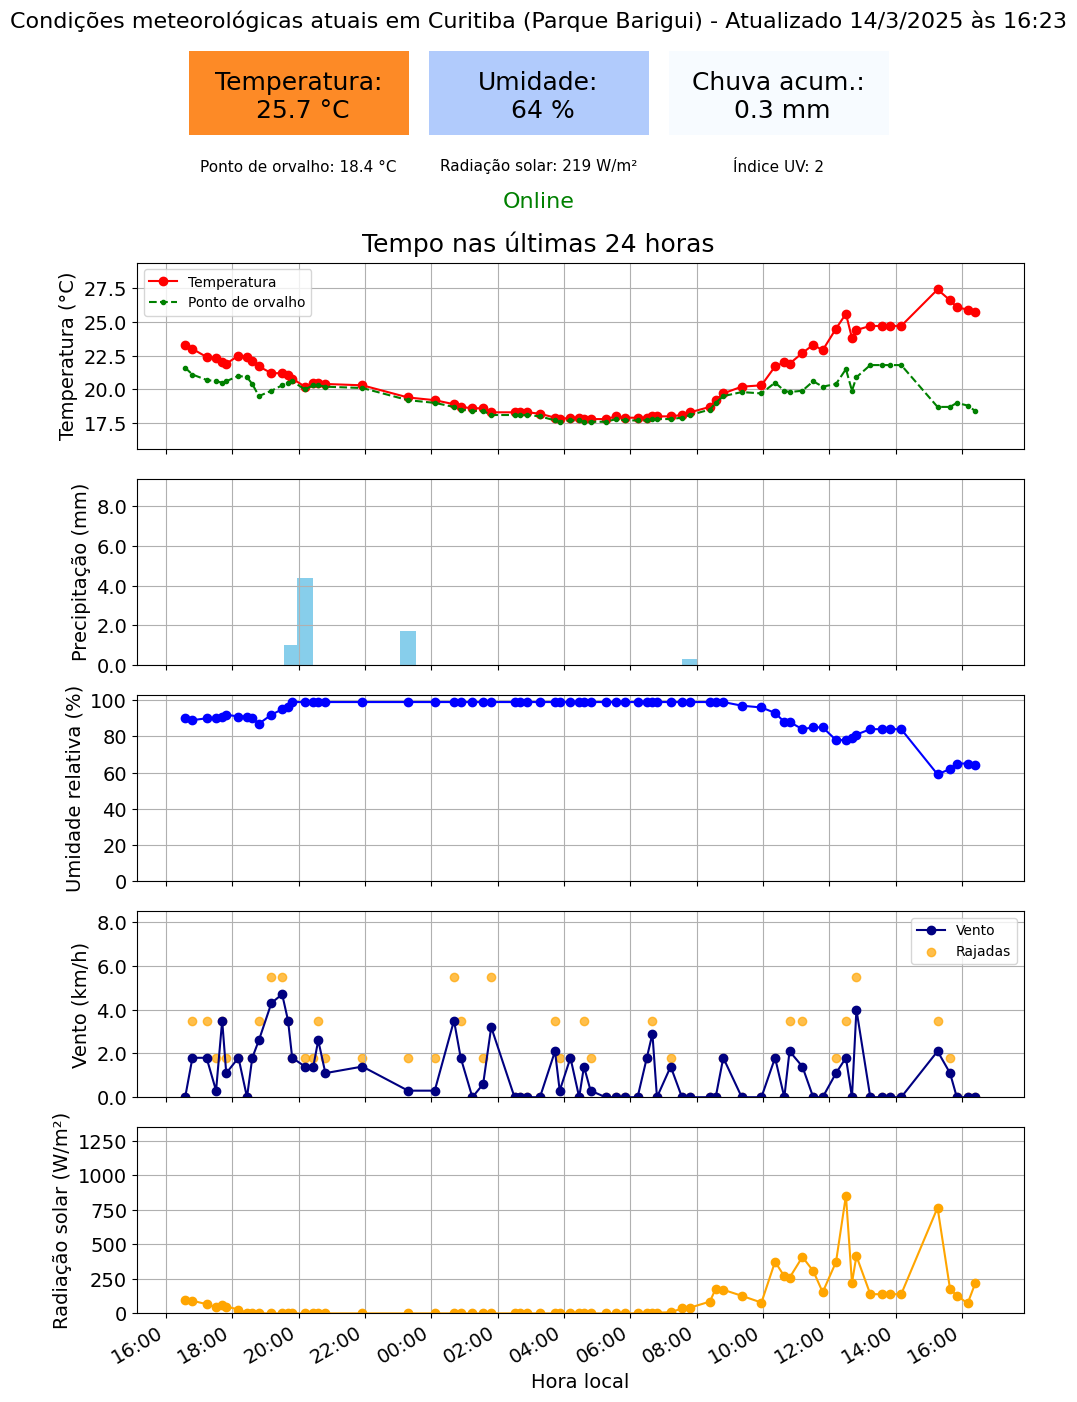 Condições meteorológicas atuais em Curitiba (Parque Barigui) - Atualizado 14/3/2025 às 16:23
Temperatura:
25.7 °C
Umidade:
64 %
Chuva acum.:
0.3 mm
Ponto de orvalho: 18.4 °C
Radiação solar: 219 W/m²
Índice UV: 2
Online
Tempo nas últimas 24 horas
Temperatura (°C)
27.5
25.0
22.5
20.0
17.5
Temperatura
Ponto de orvalho
Precipitação (mm)
8.0
6.0
4.0
2.0
0.0
Umidade relativa (%)
100
80
60
40
20
0
Vento (km/h)
8.0
6.0
4.0
2.0
0.0
Vento
Rajadas
Radiação solar (W/m²)
1250
1000
750
500
250
0
16:00
18:00
20:00
22:00
00:00
02:00
04:00
06:00
08:00
10:00
12:00
14:00
16:00
Hora local